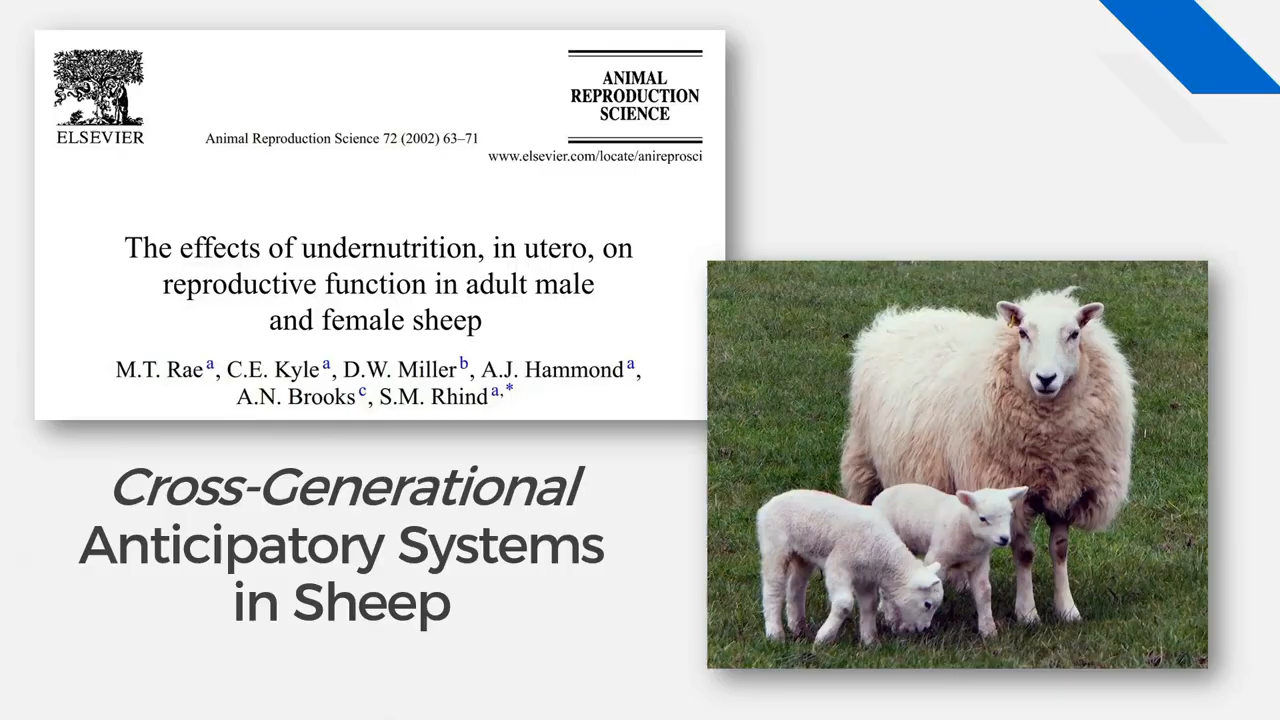 ELSEVIER
Animal Reproduction Science 72 (2002) 63–71
ANIMAL
REPRODUCTION
SCIENCE
www.elsevier.com/locate/anireprosci
The effects of undernutrition, in utero, on
reproductive function in adult male
and female sheep
M.T. Rae a, C.E. Kyle a, D.W. Miller b, A.J. Hammond a,
A.N. Brooks c, S.M. Rhind a,*
Cross-Generational
Anticipatory Systems
in Sheep